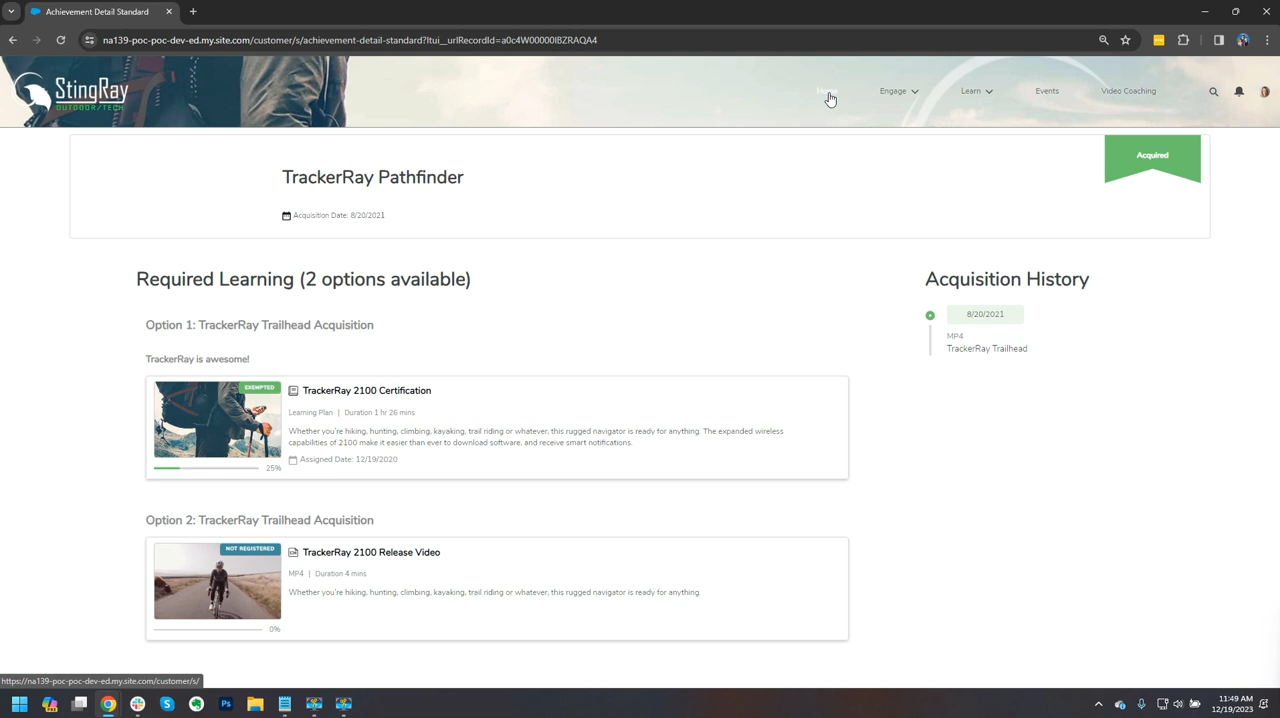 Achievement Detail Standard
na139-poc-poc-dev-ed.my.site.com/customer/s/achievement-detail-standard?ltui__urlRecordId=a0c4W00000IBZRAQA4
StingRay
OUTDOOR/TECH
Home
Engage
Learn
Events
Video Coaching
Acquired
TrackerRay Pathfinder
Acquisition Date: 8/20/2021
Required Learning (2 options available)
Acquisition History
8/20/2021
MP4
TrackerRay Trailhead
Option 1: TrackerRay Trailhead Acquisition
TrackerRay is awesome!
EXEMPTED
TrackerRay 2100 Certification
Learning Plan | Duration 1 hr 26 mins
Whether you're hiking, hunting, climbing, kayaking, trail riding or whatever, this rugged navigator is ready for anything. The expanded wireless
capabilities of 2100 make it easier than ever to download software, and receive smart notifications.
Assigned Date: 12/19/2020
25%
Option 2: TrackerRay Trailhead Acquisition
NOT REGISTERED
TrackerRay 2100 Release Video
MP4 | Duration 4 mins
Whether you're hiking, hunting, climbing, kayaking, trail riding or whatever, this rugged navigator is ready for anything.
0%
https://na139-poc-poc-dev-ed.my.site.com/customer/s/
11:49 AM
12/19/2023